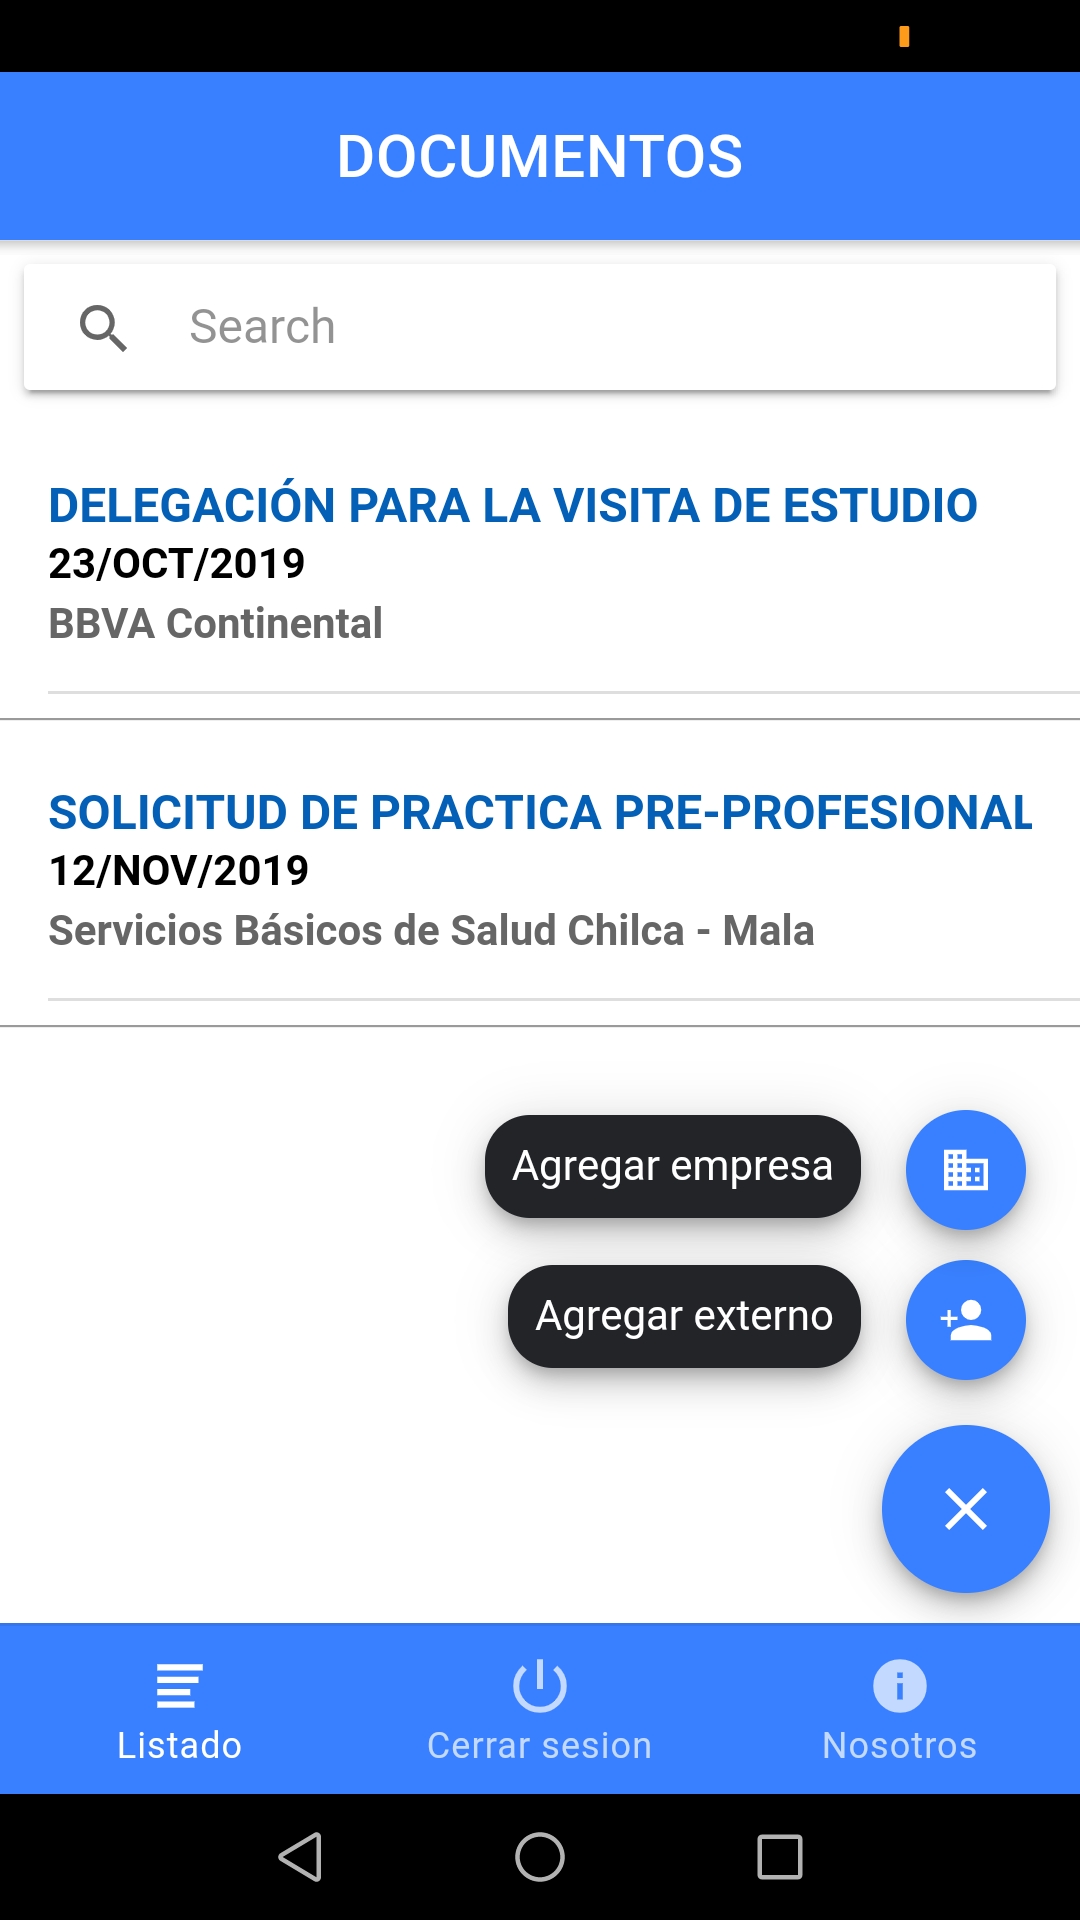 DOCUMENTOS
Search
DELEGACIÓN PARA LA VISITA DE ESTUDIO
23/OCT/2019
BBVA Continental
SOLICITUD DE PRACTICA PRE-PROFESIONAL
12/NOV/2019
Servicios Básicos de Salud Chilca - Mala
Agregar empresa
Agregar externo
Listado
Cerrar sesion
Nosotros